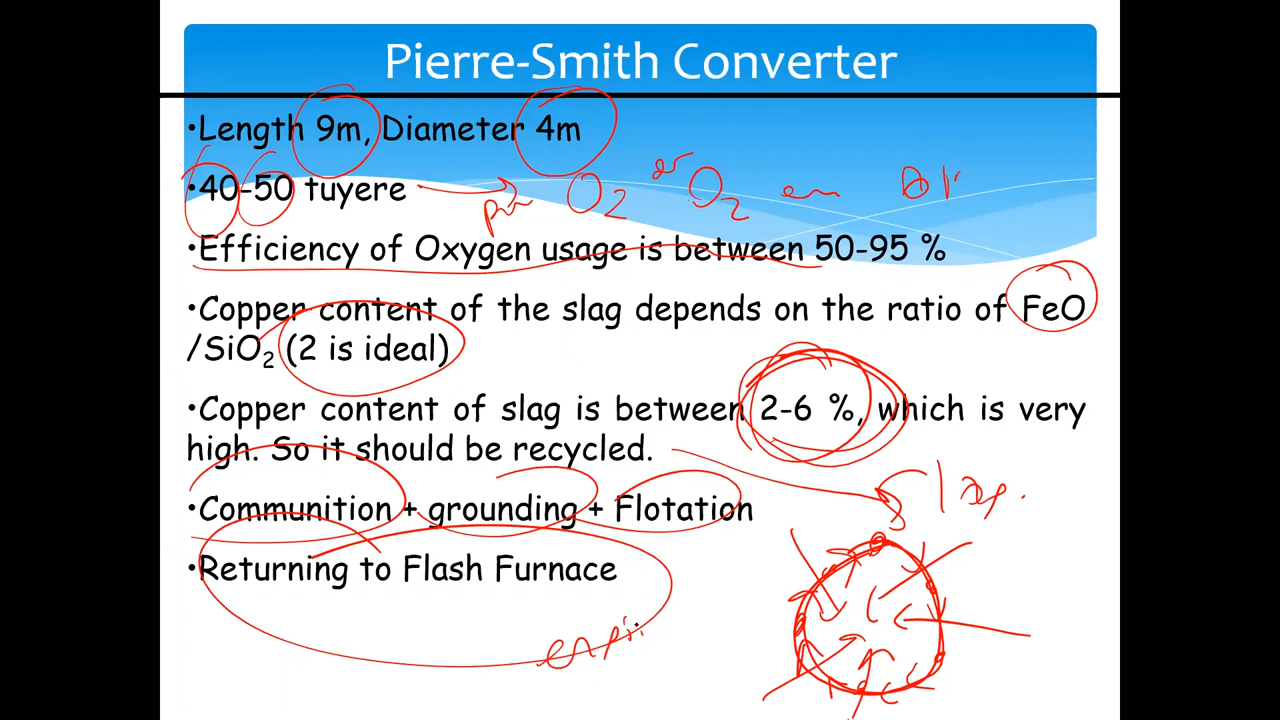 Pierre-Smith Converter
•Length 9m, Diameter 4m
•40-50 tuyere
O2 or O2 en
•Efficiency of Oxygen usage is between 50-95 %
•Copper content of the slag depends on the ratio of FeO
/SiO2 (2 is ideal)
•Copper content of slag is between 2-6 %, which is very
high. So it should be recycled.
Slag.
•Communition + grounding + Flotation
•Returning to Flash Furnace